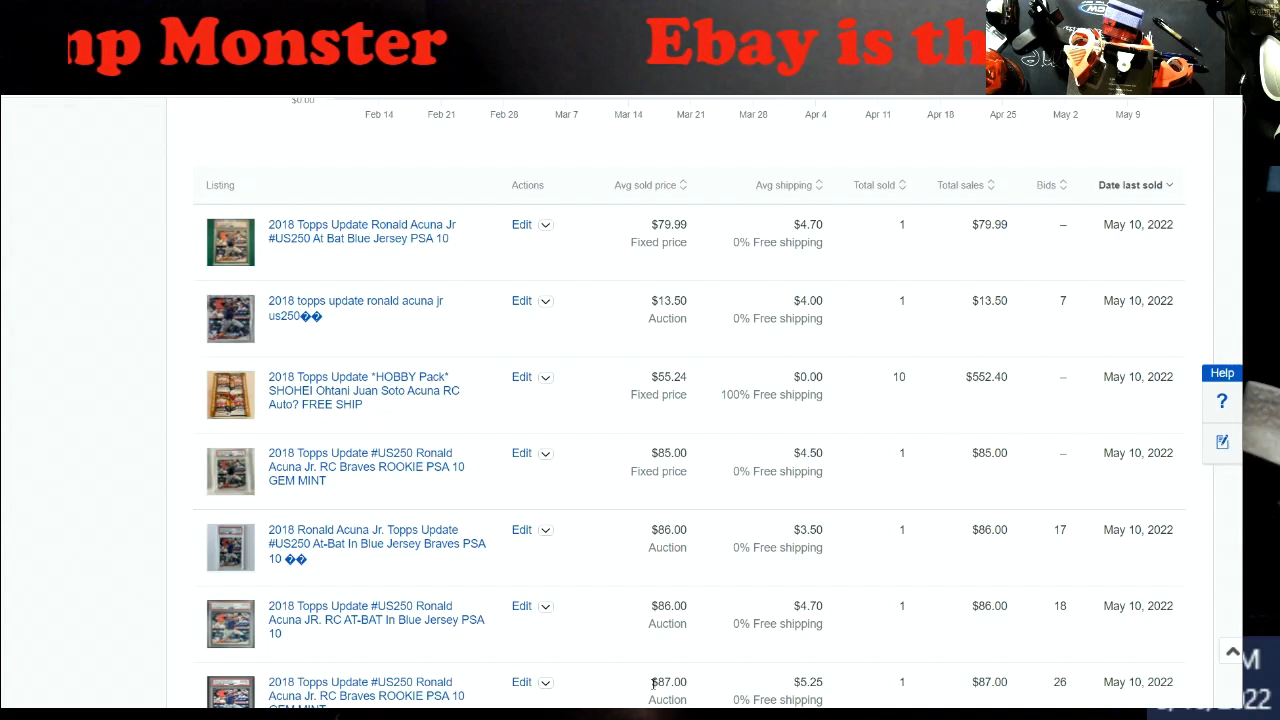 mp Monster Ebay is th
$0.00
Feb 14 Feb 21 Feb 28 Mar 7 Mar 14 Mar 21 Mar 28 Apr 4 Apr 11 Apr 18 Apr 25 May 2 May 9
Listing Actions Avg sold price Avg shipping Total sold Total sales Bids Date last sold
2018 Topps Update Ronald Acuna Jr Edit $79.99 $4.70 1 $79.99 – May 10, 2022
#US250 At Bat Blue Jersey PSA 10 Fixed price 0% Free shipping
2018 topps update ronald acuna jr Edit $13.50 $4.00 1 $13.50 7 May 10, 2022
us250�� Auction 0% Free shipping
2018 Topps Update *HOBBY Pack* Edit $55.24 $0.00 10 $552.40 – May 10, 2022
SHOHEI Ohtani Juan Soto Acuna RC Fixed price 100% Free shipping
Auto? FREE SHIP
2018 Topps Update #US250 Ronald Edit $85.00 $4.50 1 $85.00 – May 10, 2022
Acuna Jr. RC Braves ROOKIE PSA 10 Fixed price 0% Free shipping
GEM MINT
2018 Ronald Acuna Jr. Topps Update Edit $86.00 $3.50 1 $86.00 17 May 10, 2022
#US250 At-Bat In Blue Jersey Braves PSA Auction 0% Free shipping
10 ��
2018 Topps Update #US250 Ronald Edit $86.00 $4.70 1 $86.00 18 May 10, 2022
Acuna JR. RC AT-BAT In Blue Jersey PSA Auction 0% Free shipping
10
2018 Topps Update #US250 Ronald Edit $87.00 $5.25 1 $87.00 26 May 10, 2022
Acuna Jr. RC Braves ROOKIE PSA 10 Auction 0% Free shipping
GEM MINT
Help
?
M
2022